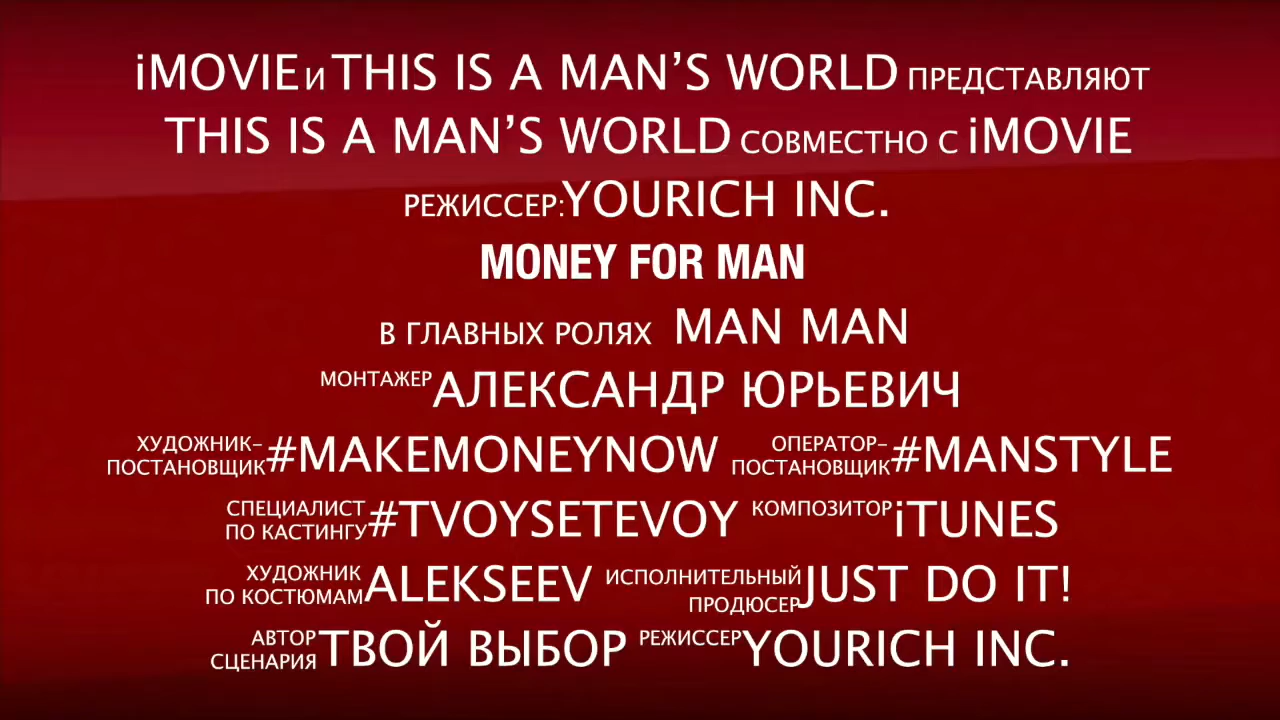 iMOVIE И THIS IS A MAN’S WORLD ПРЕДСТАВЛЯЮТ
THIS IS A MAN’S WORLD СОВМЕСТНО С iMOVIE
РЕЖИССЕР:YOURICH INC.
MONEY FOR MAN
В ГЛАВНЫХ РОЛЯХ MAN MAN
МОНТАЖЕР АЛЕКСАНДР ЮРЬЕВИЧ
ХУДОЖНИК-ПОСТАНОВЩИК #MAKEMONEYNOW ОПЕРАТОР-ПОСТАНОВЩИК #MANSTYLE
СПЕЦИАЛИСТ ПО КАСТИНГУ #TVOYSETEVOY КОМПОЗИТОР iTUNES
ХУДОЖНИК ПО КОСТЮМАМ ALEKSEEV ИСПОЛНИТЕЛЬНЫЙ ПРОДЮСЕР JUST DO IT!
АВТОР СЦЕНАРИЯ ТВОЙ ВЫБОР РЕЖИССЕР YOURICH INC.